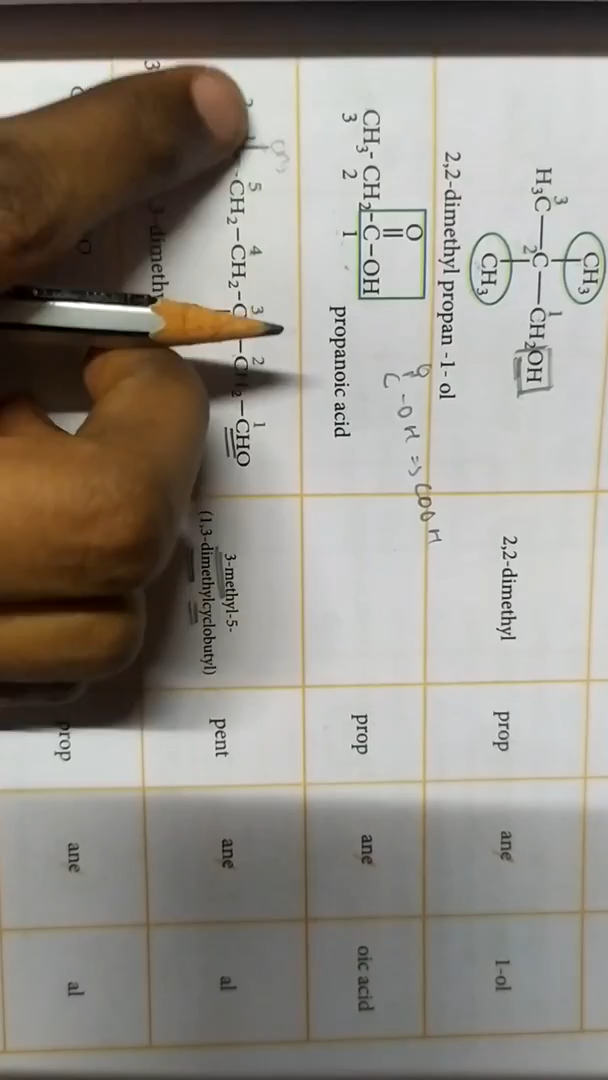 CH₃
H₃C—C—CH₂OH
3 2 1
CH₃
2,2-dimethyl propan -1- ol
2,2-dimethyl
prop
ane
1-ol
O
CH₃-CH₂-C-OH
3 2 1
propanoic acid
C-OH ⇒ COOH
prop
ane
oic acid
5 4 3 2 1
-CH₂-CH₂-C-CH₂-CHO
3-dimethy
3-methyl-5-
(1,3-dimethylcyclobutyl)
pent
ane
al
prop
ane
al